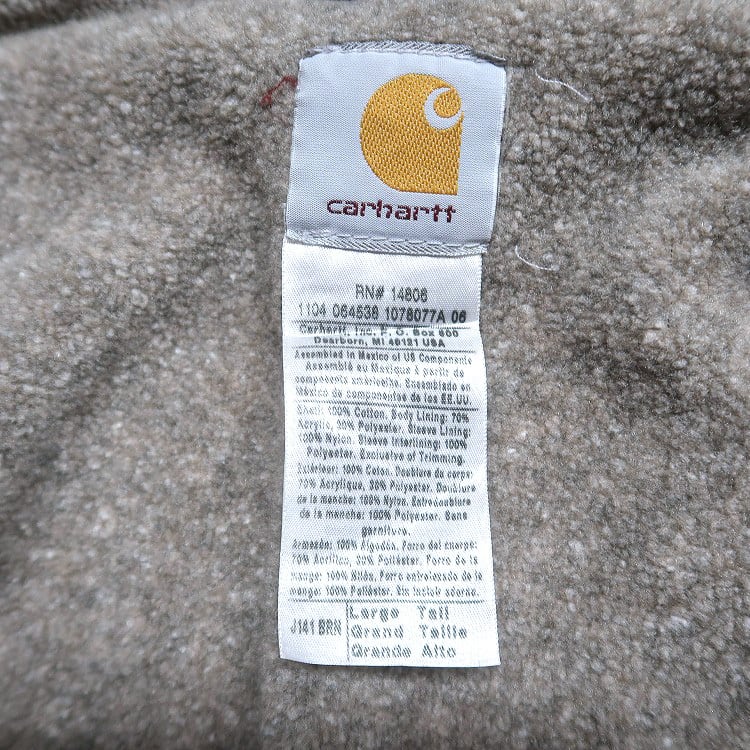 carhartt
RN# 14806
1104 064538 1078077A 06
Carhartt, Inc. P. O. Box 600
Dearborn, MI 48121 USA
Assembled in Mexico of US Components
Assemblé au Mexique à partir de
composants américains. Ensamblado en
México de componentes de los EE.UU.
Shell: 100% Cotton. Body Lining: 70%
Acrylic, 30% Polyester. Sleeve Lining:
100% Nylon. Sleeve Interlining: 100%
Polyester. Exclusive of Trimming.
Extérieur: 100% Coton. Doublure du corps:
70% Acrylique, 30% Polyester. Doublure
de la manche: 100% Nylon. Entredoublure
de la manche: 100% Polyester. Sans
garniture.
Armazón: 100% Algodón. Forro del cuerpo:
70% Acrílico, 30% Poliéster. Forro de la
manga: 100% Nilón. Forro entrelazado de la
manga: 100% Poliéster. Sin incluir adorno.
J141 BRN
Large Tall
Grand Taille
Grande Alto